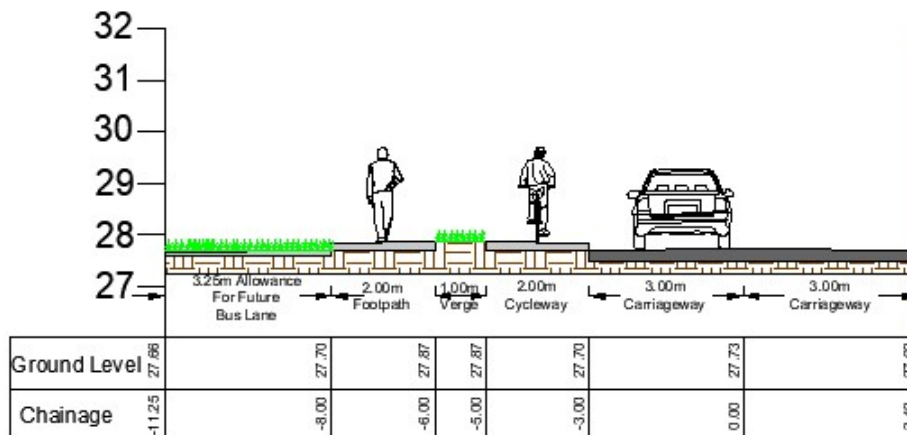 32
31
30
29
28
27
3.25m Allowance
For Future
Bus Lane
2.00m
Footpath
1.00m
Verge
2.00m
Cycleway
3.00m
Carriageway
3.00m
Carriageway
Ground Level 27.66 27.70 27.87 27.87 27.70 27.73
Chainage -11.25 -8.00 -6.00 -5.00 -3.00 0.00